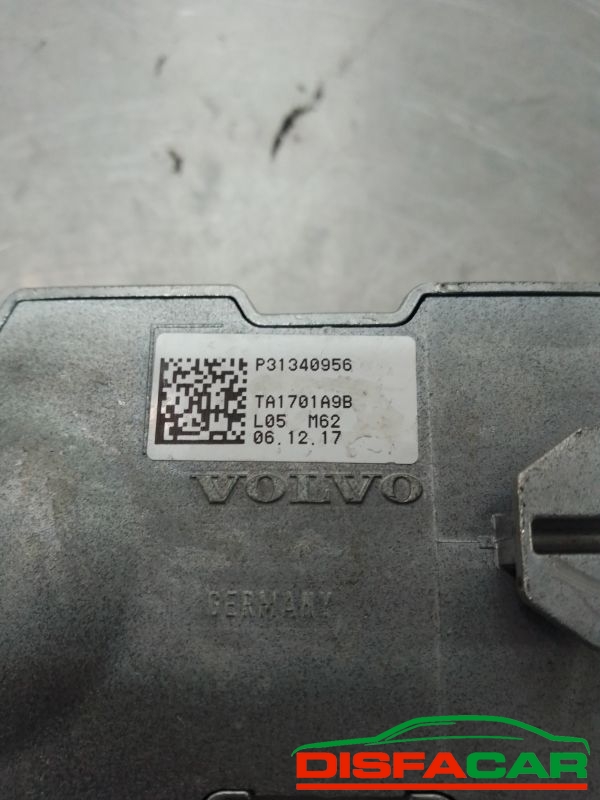 P31340956
TA1701A9B
L05 M62
06.12.17
VOLVO
GERMANY
DISFACAR